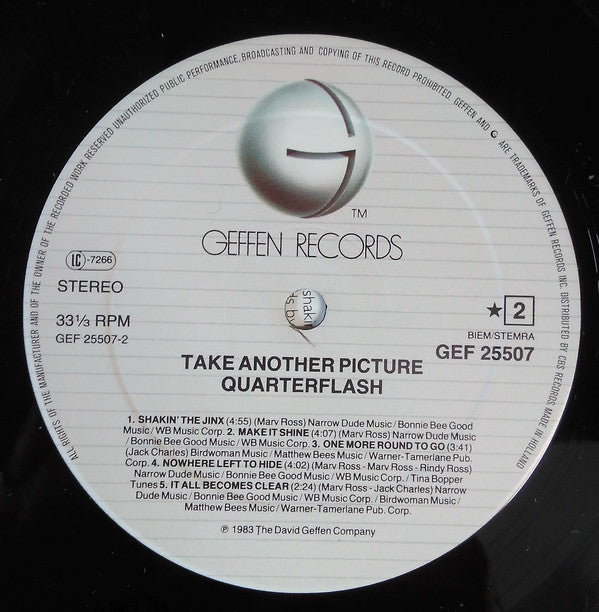 ALL RIGHTS OF THE MANUFACTURER AND OF THE OWNER OF THE RECORDED WORK RESERVED UNAUTHORIZED PUBLIC PERFORMANCE, BROADCASTING AND COPYING OF THIS RECORD PROHIBITED. GEFFEN AND G ARE TRADEMARKS OF GEFFEN RECORDS INC. DISTRIBUTED BY CBS RECORDS MADE IN HOLLAND
G
TM
GEFFEN RECORDS
LC-7266
STEREO
33⅓ RPM
GEF 25507-2
★ 2
BIEM/STEMRA
GEF 25507
shak
TAKE ANOTHER PICTURE
QUARTERFLASH
1. SHAKIN' THE JINX (4:55) (Marv Ross) Narrow Dude Music / Bonnie Bee Good
Music / WB Music Corp. 2. MAKE IT SHINE (4:07) (Marv Ross) Narrow Dude Music
/ Bonnie Bee Good Music / WB Music Corp. 3. ONE MORE ROUND TO GO (3:41)
(Jack Charles) Birdwoman Music / Matthew Bees Music / Warner-Tamerlane Pub.
Corp. 4. NOWHERE LEFT TO HIDE (4:02) (Marv Ross - Marv Ross - Rindy Ross)
Narrow Dude Music / Bonnie Bee Good Music / WB Music Corp. / Tina Bopper
Tunes 5. IT ALL BECOMES CLEAR (2:24) (Marv Ross - Jack Charles) Narrow
Dude Music / Bonnie Bee Good Music / WB Music Corp. / Birdwoman Music /
Matthew Bees Music / Warner-Tamerlane Pub. Corp.
℗ 1983 The David Geffen Company